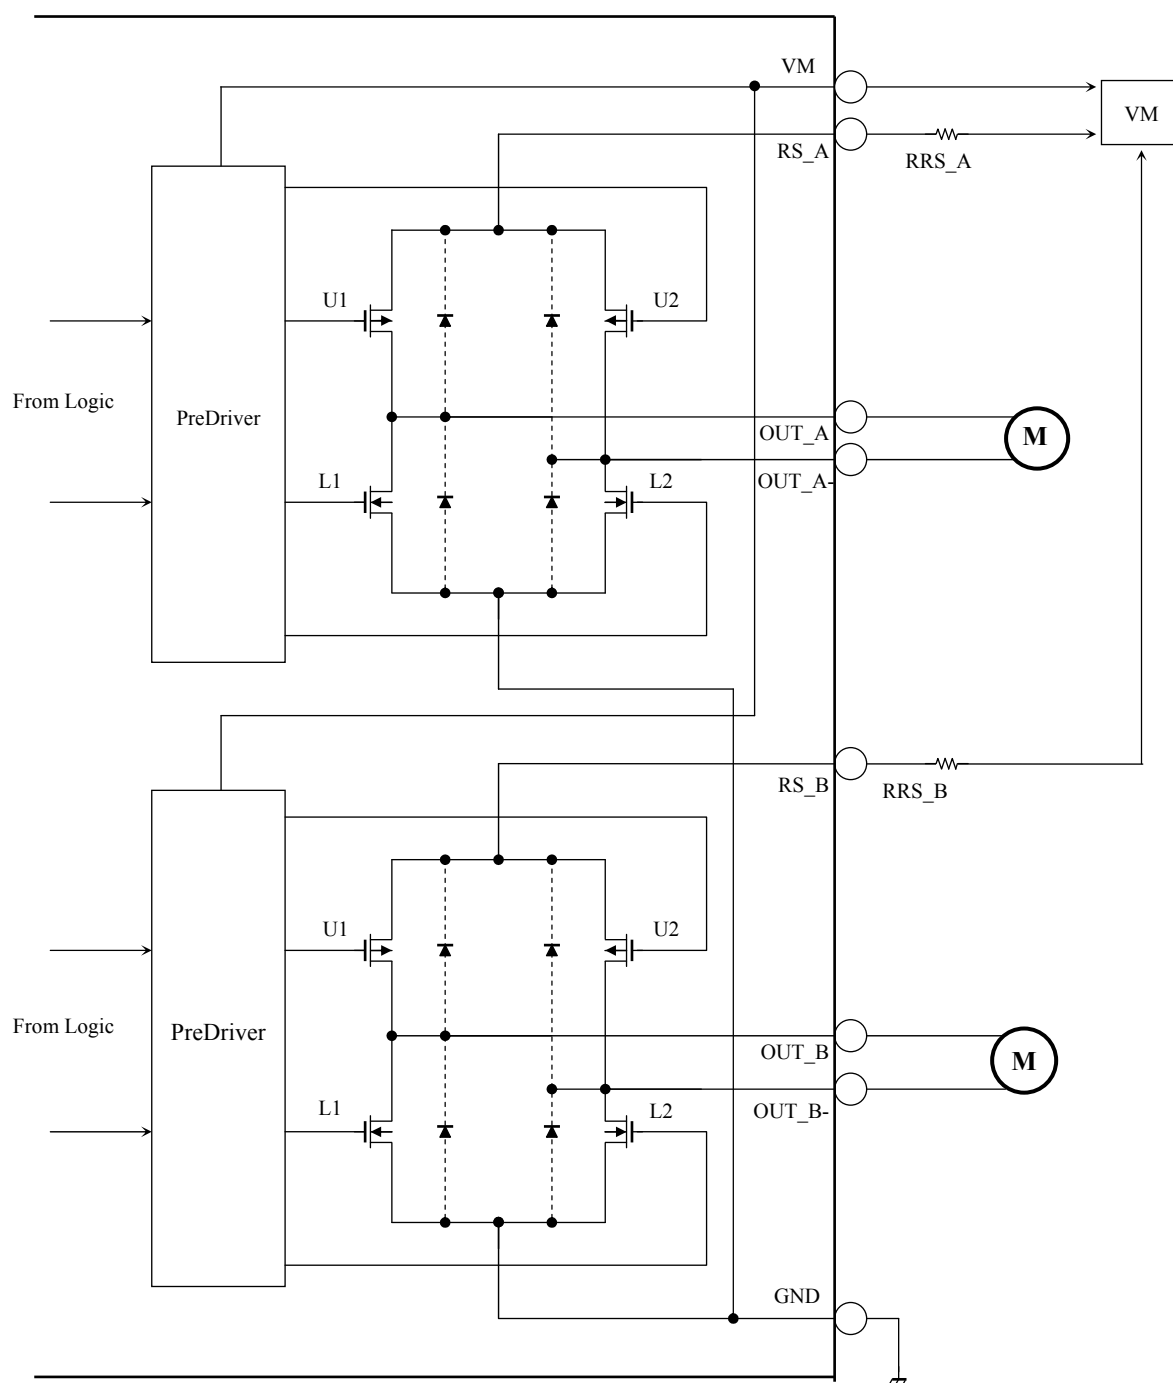 VM
VM
RS_A
RRS_A
U1
U2
From Logic
PreDriver
OUT_A
M
OUT_A-
L1
L2
RS_B
RRS_B
U1
U2
From Logic
PreDriver
OUT_B
M
OUT_B-
L1
L2
GND